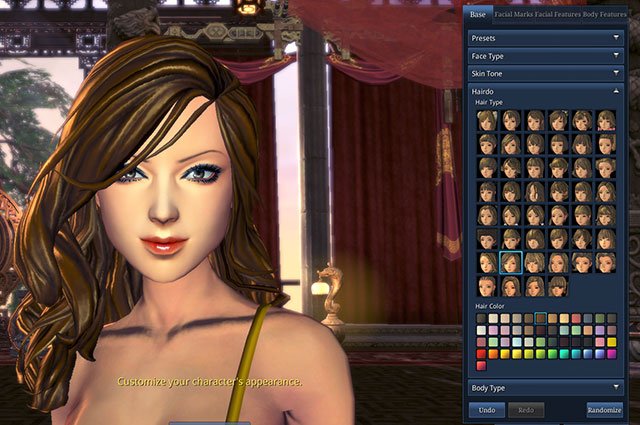 Base Facial Marks Facial Features Body Features
Presets
Face Type
Skin Tone
Hairdo
Hair Type
Hair Color
Body Type
Undo Redo Randomize
Customize your character's appearance.